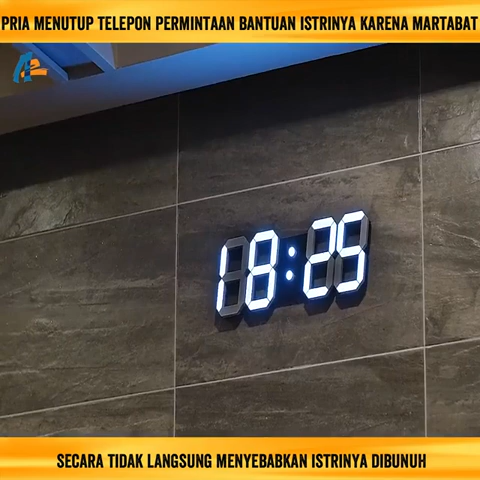 PRIA MENUTUP TELEPON PERMINTAAN BANTUAN ISTRINYA KARENA MARTABAT
18:25
SECARA TIDAK LANGSUNG MENYEBABKAN ISTRINYA DIBUNUH